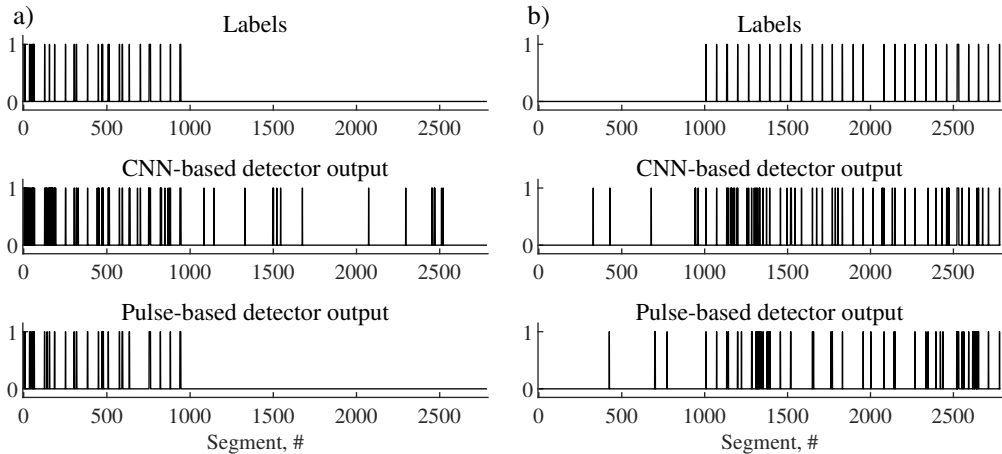 a)
Labels
1
0
0 500 1000 1500 2000 2500
CNN-based detector output
1
0
0 500 1000 1500 2000 2500
Pulse-based detector output
1
0
0 500 1000 1500 2000 2500
Segment, #
b)
Labels
1
0
0 500 1000 1500 2000 2500
CNN-based detector output
1
0
0 500 1000 1500 2000 2500
Pulse-based detector output
1
0
0 500 1000 1500 2000 2500
Segment, #